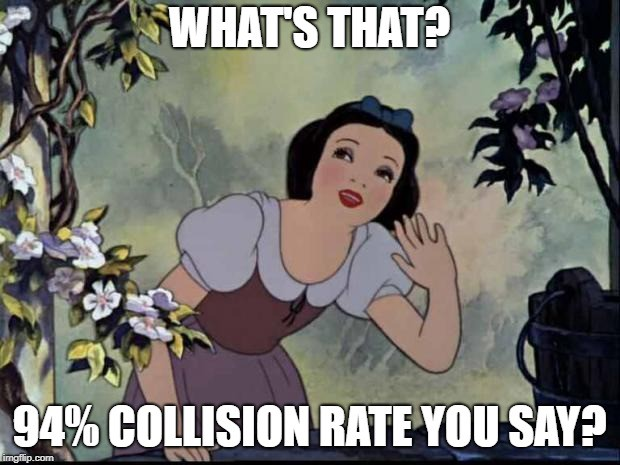 WHAT'S THAT?
94% COLLISION RATE YOU SAY?
imgflip.com